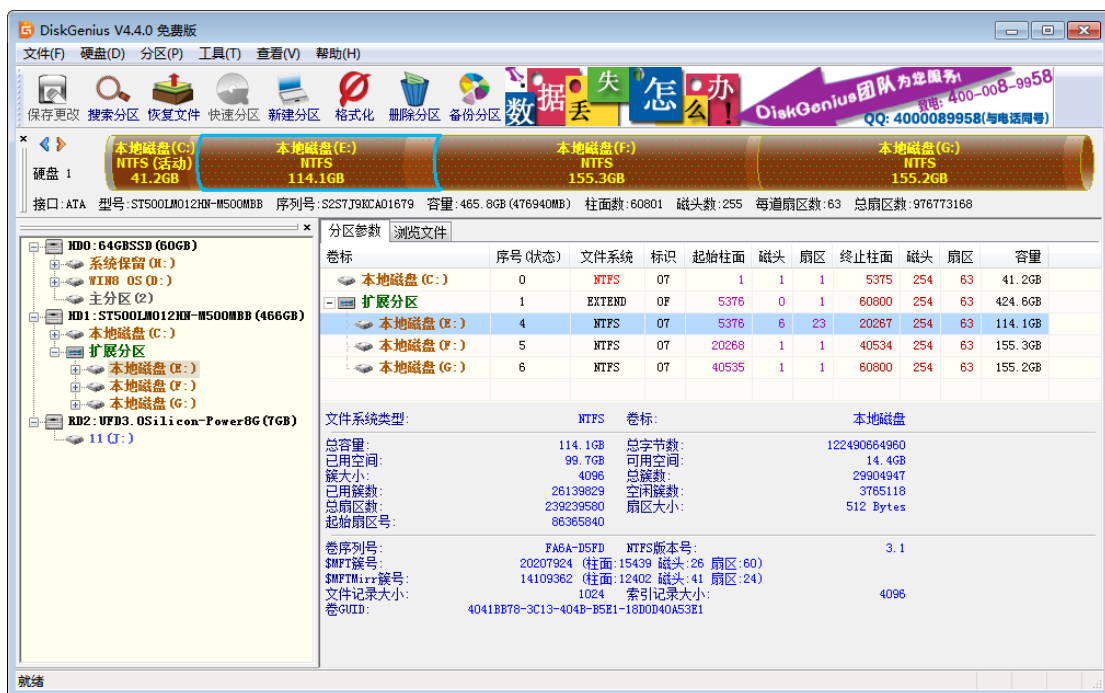 DiskGenius V4.4.0 免费版
文件(F) 硬盘(D) 分区(P) 工具(T) 查看(V) 帮助(H)
保存更改 搜索分区 恢复文件 快速分区 新建分区 格式化 删除分区 备份分区
数据丢失怎么办!
DiskGenius团队为您服务!
致电: 400-008-9958
QQ: 4000089958(与电话同号)
硬盘 1
本地磁盘(C:)
NTFS (活动)
41.2GB
本地磁盘(E:)
NTFS
114.1GB
本地磁盘(F:)
NTFS
155.3GB
本地磁盘(G:)
NTFS
155.2GB
接口:ATA 型号:ST500LM012HN-M500MBB 序列号:S2S7J9KCA01679 容量:465.8GB(476940MB) 柱面数:60801 磁头数:255 每道扇区数:63 总扇区数:976773168
HD0:64GBSSD(60GB)
系统保留(H:)
WIN8 OS(D:)
主分区(2)
HD1:ST500LM012HN-M500MBB(466GB)
本地磁盘(C:)
扩展分区
本地磁盘(E:)
本地磁盘(F:)
本地磁盘(G:)
RD2:UFD3.0Silicon-Power8G(7GB)
11(J:)
分区参数 浏览文件
卷标 序号(状态) 文件系统 标识 起始柱面 磁头 扇区 终止柱面 磁头 扇区 容量
本地磁盘(C:) 0 NTFS 07 1 1 1 5375 254 63 41.2GB
扩展分区 1 EXTEND 0F 5376 0 1 60800 254 63 424.6GB
本地磁盘(E:) 4 NTFS 07 5376 6 23 20267 254 63 114.1GB
本地磁盘(F:) 5 NTFS 07 20268 1 1 40534 254 63 155.3GB
本地磁盘(G:) 6 NTFS 07 40535 1 1 60800 254 63 155.2GB
文件系统类型: NTFS 卷标: 本地磁盘
总容量: 114.1GB 总字节数: 122490664960
已用空间: 99.7GB 可用空间: 14.4GB
簇大小: 4096 总簇数: 29904947
已用簇数: 26139829 空闲簇数: 3765118
总扇区数: 239239580 扇区大小: 512 Bytes
起始扇区号: 86365840
卷序列号: FA6A-D5FD NTFS版本号: 3.1
$MFT簇号: 20207924 (柱面:15439 磁头:26 扇区:60)
$MFTMirr簇号: 14109362 (柱面:12402 磁头:41 扇区:24)
文件记录大小: 1024 索引记录大小: 4096
卷GUID: 4041BB78-3C13-404B-B5E1-18D0D40A53E1
就绪